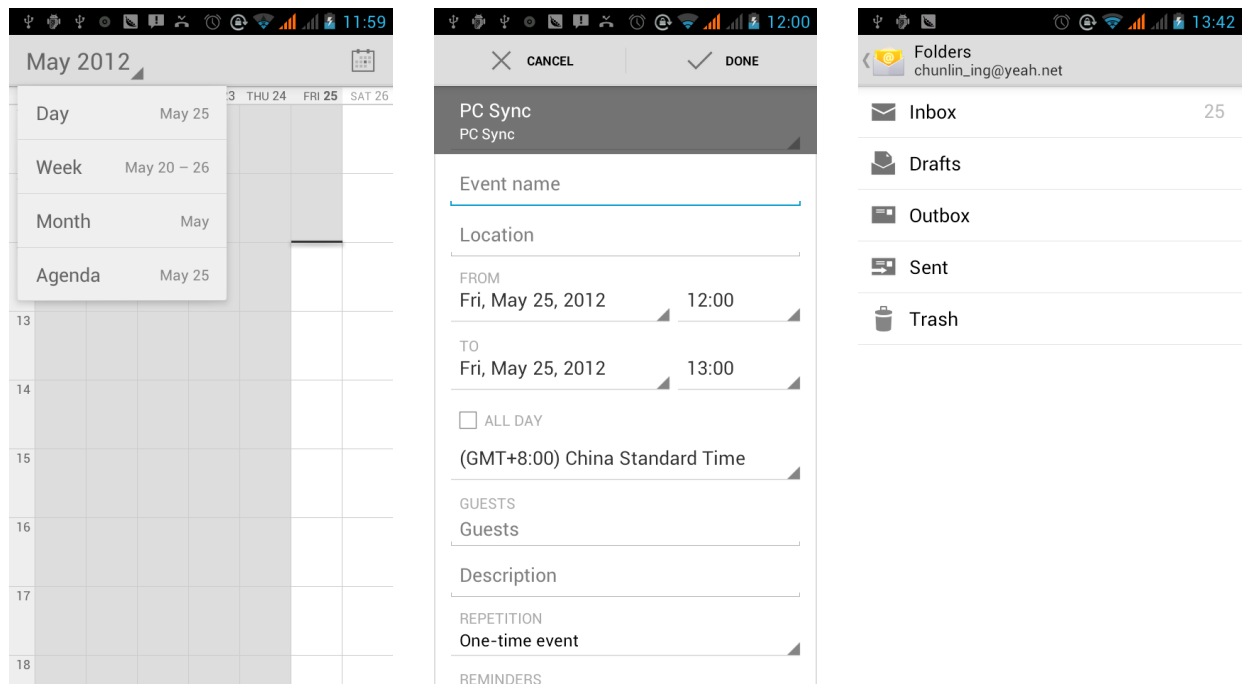 11:59
May 2012
23 THU 24 FRI 25 SAT 26
Day May 25
Week May 20 – 26
Month May
Agenda May 25
13
14
15
16
17
18
12:00
CANCEL DONE
PC Sync
PC Sync
Event name
Location
FROM
Fri, May 25, 2012 12:00
TO
Fri, May 25, 2012 13:00
ALL DAY
(GMT+8:00) China Standard Time
GUESTS
Guests
Description
REPETITION
One-time event
REMINDERS
13:42
Folders
chunlin_ing@yeah.net
Inbox 25
Drafts
Outbox
Sent
Trash